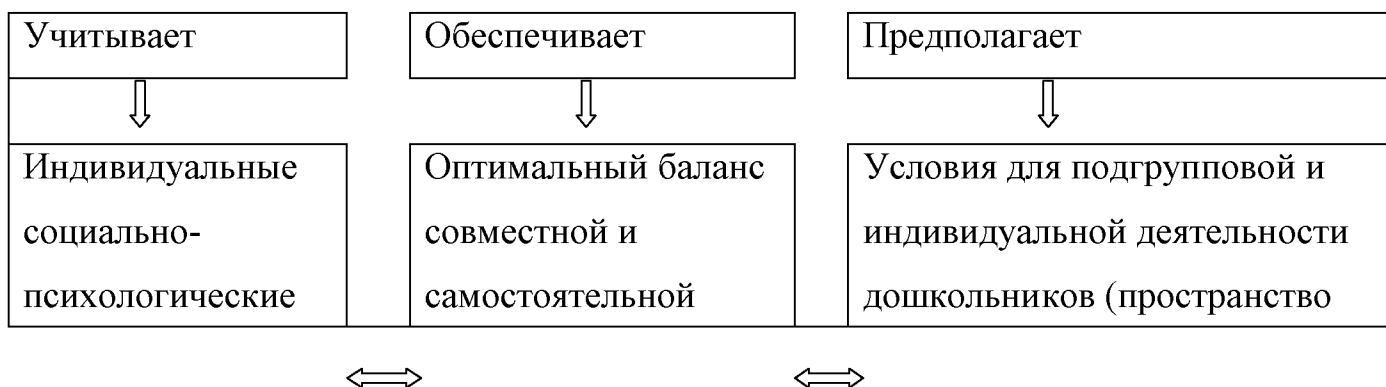 Учитывает
Обеспечивает
Предполагает
Индивидуальные
социально-
психологические
Оптимальный баланс
совместной и
самостоятельной
Условия для подгрупповой и
индивидуальной деятельности
дошкольников (пространство